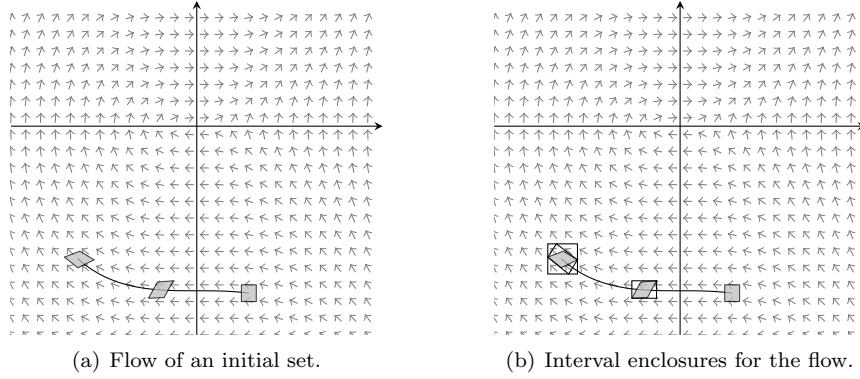 (a) Flow of an initial set.
(b) Interval enclosures for the flow.